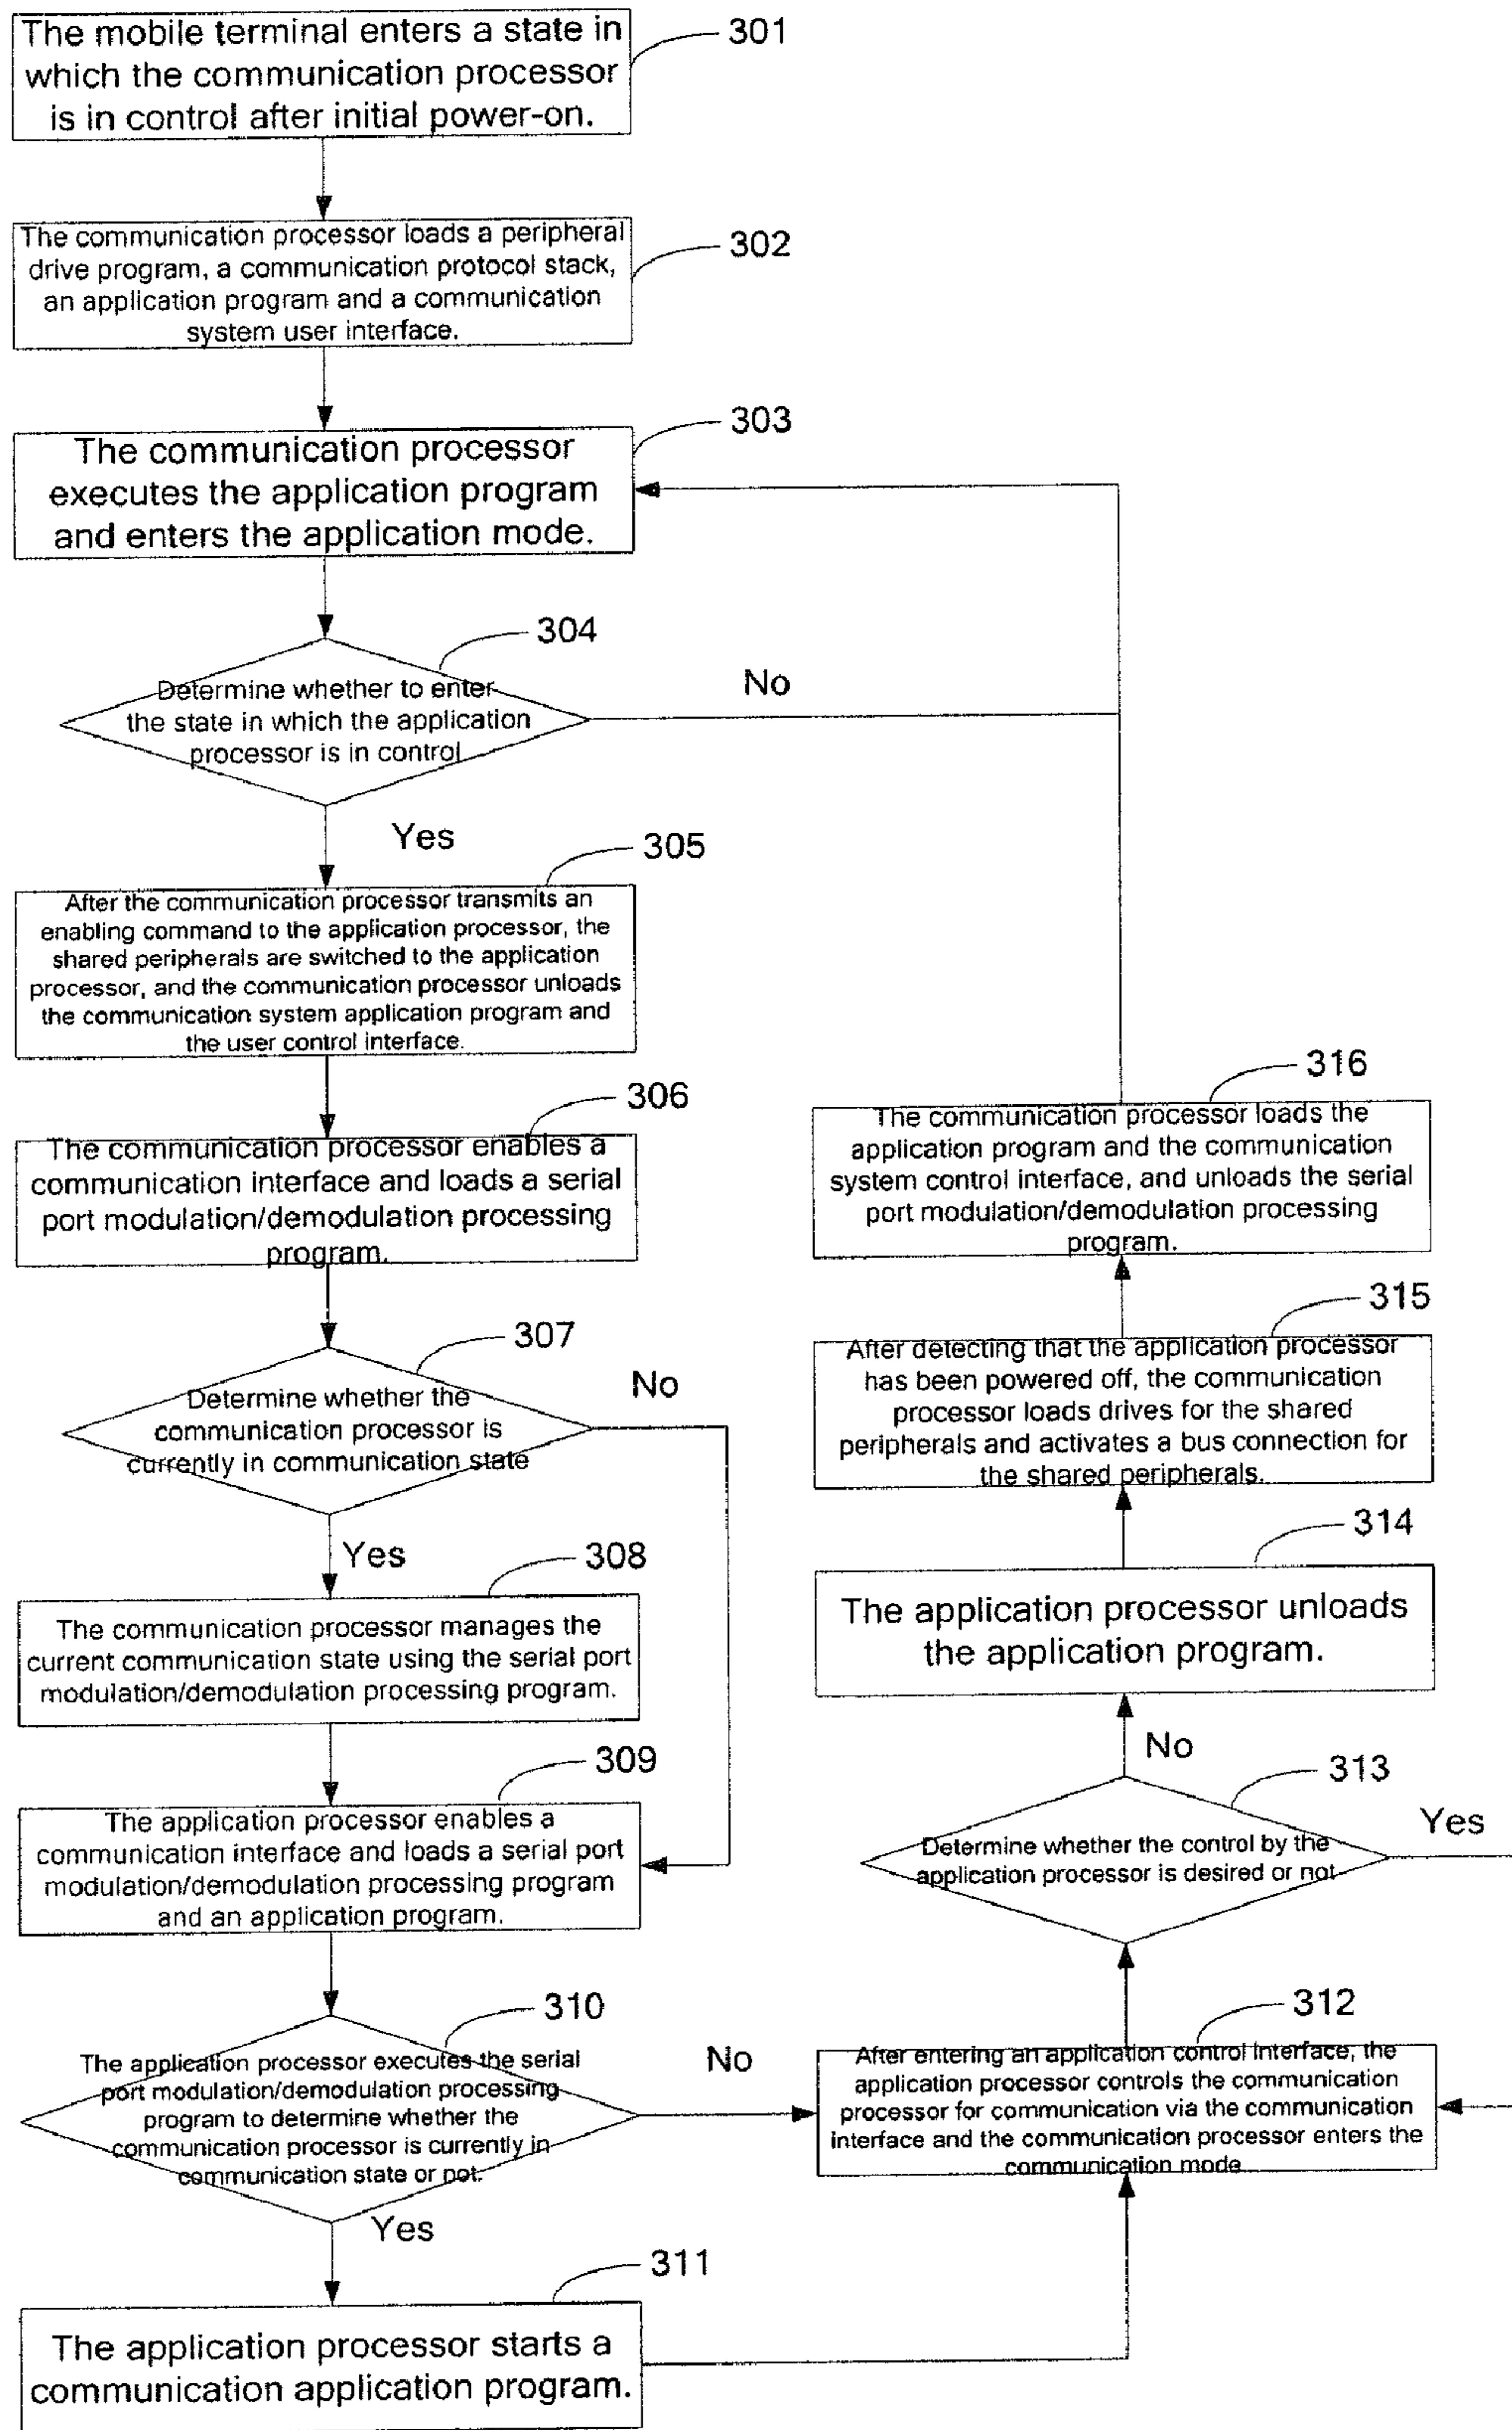 The mobile terminal enters a state in
which the communication processor
is in control after initial power-on.
301
The communication processor loads a peripheral
drive program, a communication protocol stack,
an application program and a communication
system user interface.
302
The communication processor
executes the application program
and enters the application mode.
303
Determine whether to enter
the state in which the application
processor is in control
304
No
Yes
After the communication processor transmits an
enabling command to the application processor, the
shared peripherals are switched to the application
processor, and the communication processor unloads
the communication system application program and
the user control interface.
305
The communication processor enables a
communication interface and loads a serial
port modulation/demodulation processing
program.
306
Determine whether the
communication processor is
currently in communication state
307
No
Yes
The communication processor manages the
current communication state using the serial port
modulation/demodulation processing program.
308
The application processor enables a
communication interface and loads a serial port
modulation/demodulation processing program
and an application program.
309
The application processor executes the serial
port modulation/demodulation processing
program to determine whether the
communication processor is currently in
communication state or not.
310
No
Yes
The application processor starts a
communication application program.
311
After entering an application control interface, the
application processor controls the communication
processor for communication via the communication
interface and the communication processor enters the
communication mode
312
Determine whether the control by the
application processor is desired or not
313
Yes
No
The application processor unloads
the application program.
314
After detecting that the application processor
has been powered off, the communication
processor loads drives for the shared
peripherals and activates a bus connection for
the shared peripherals.
315
The communication processor loads the
application program and the communication
system control interface, and unloads the serial
port modulation/demodulation processing
program.
316